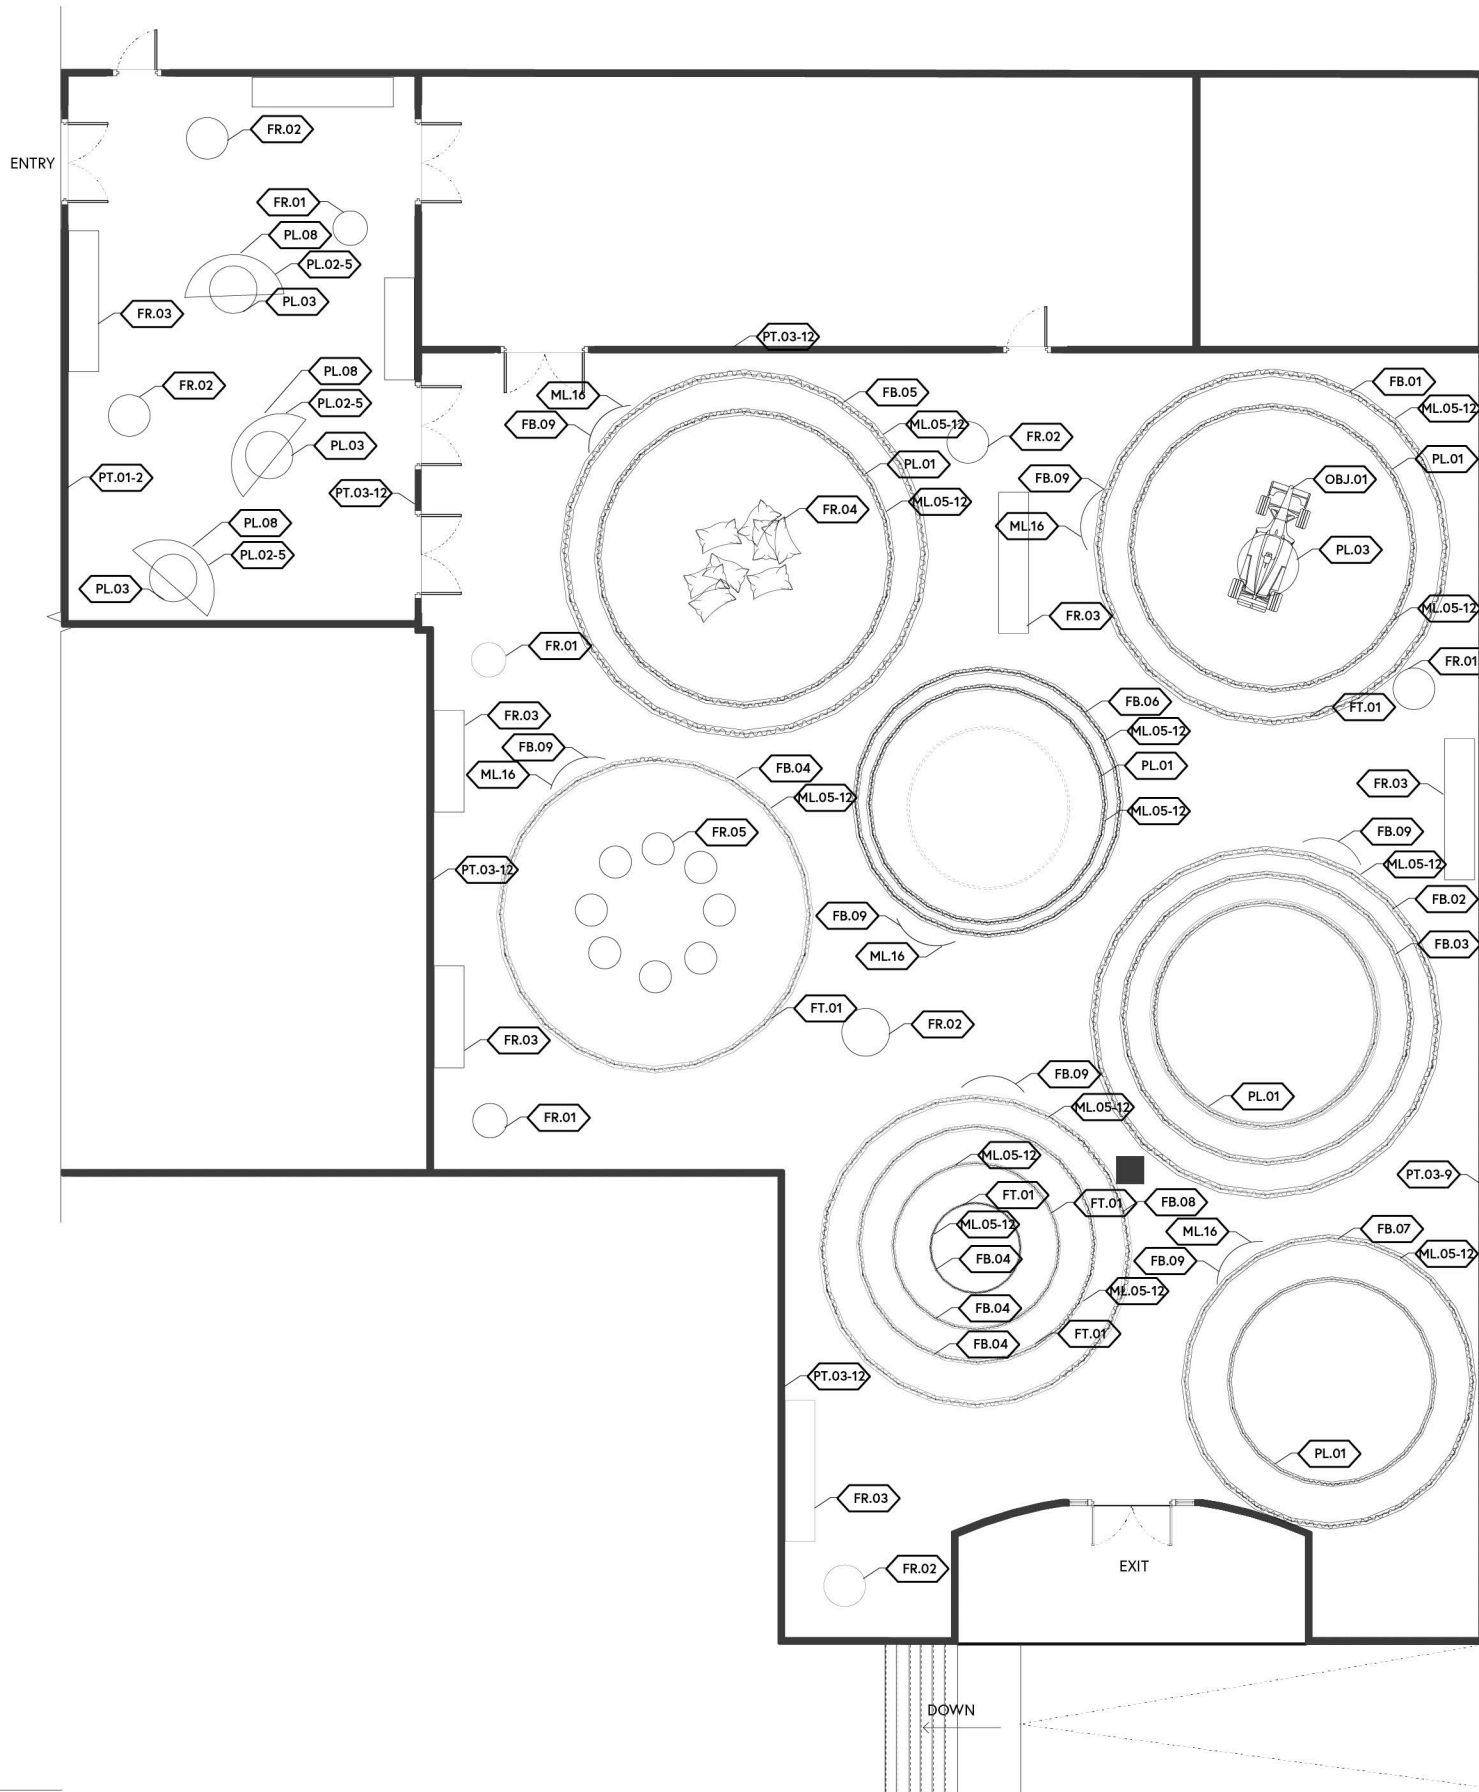 FR.02
ENTRY
FR.01
PL.08
PL.02-5
PL.03
FR.03
PT.03-12
PL.08
FR.02
PL.02-5
PL.03
PT.01-2
PT.03-12
PL.08
PL.02-5
PL.03
ML.16
FB.09
FB.05
ML.05-12
FR.02
PL.01
ML.05-12
FR.04
FB.01
ML.05-12
PL.01
FB.09
OBJ.01
ML.16
PL.03
FR.03
ML.05-12
FR.01
FR.01
FT.01
FB.06
ML.05-12
PL.01
ML.05-12
FR.03
FB.09
ML.16
FB.04
ML.05-12
FR.05
PT.03-12
FR.03
FB.09
ML.05-12
FB.02
FB.03
FB.09
ML.16
FT.01
FR.02
FR.03
FR.01
FB.09
ML.05-12
PL.01
ML.05-12
FT.01
FT.01
FB.08
ML.05-12
FB.04
PT.03-9
ML.16
FB.07
FB.09
ML.05-12
ML.05-12
FB.04
FT.01
FB.04
PT.03-12
PL.01
FR.03
FR.02
EXIT
DOWN